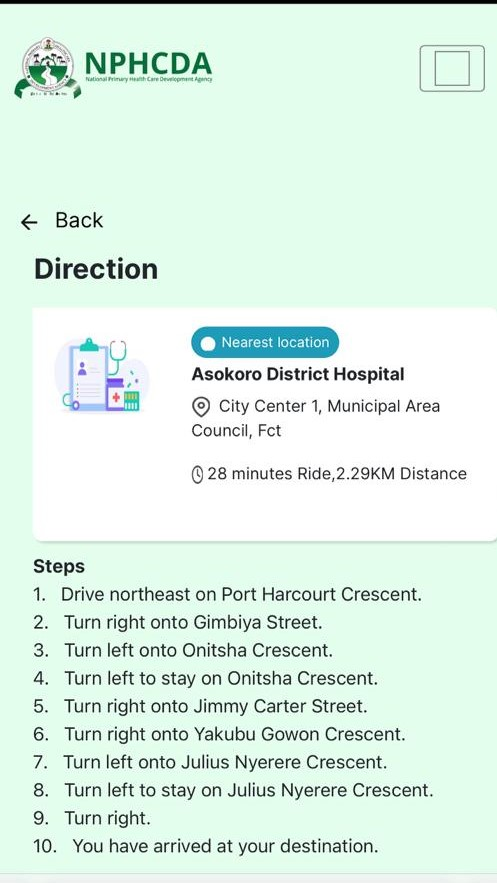 NPHCDA
National Primary Health Care Development Agency
← Back
Direction
Nearest location
Asokoro District Hospital
City Center 1, Municipal Area
Council, Fct
28 minutes Ride,2.29KM Distance
Steps
1. Drive northeast on Port Harcourt Crescent.
2. Turn right onto Gimbiya Street.
3. Turn left onto Onitsha Crescent.
4. Turn left to stay on Onitsha Crescent.
5. Turn right onto Jimmy Carter Street.
6. Turn right onto Yakubu Gowon Crescent.
7. Turn left onto Julius Nyerere Crescent.
8. Turn left to stay on Julius Nyerere Crescent.
9. Turn right.
10. You have arrived at your destination.